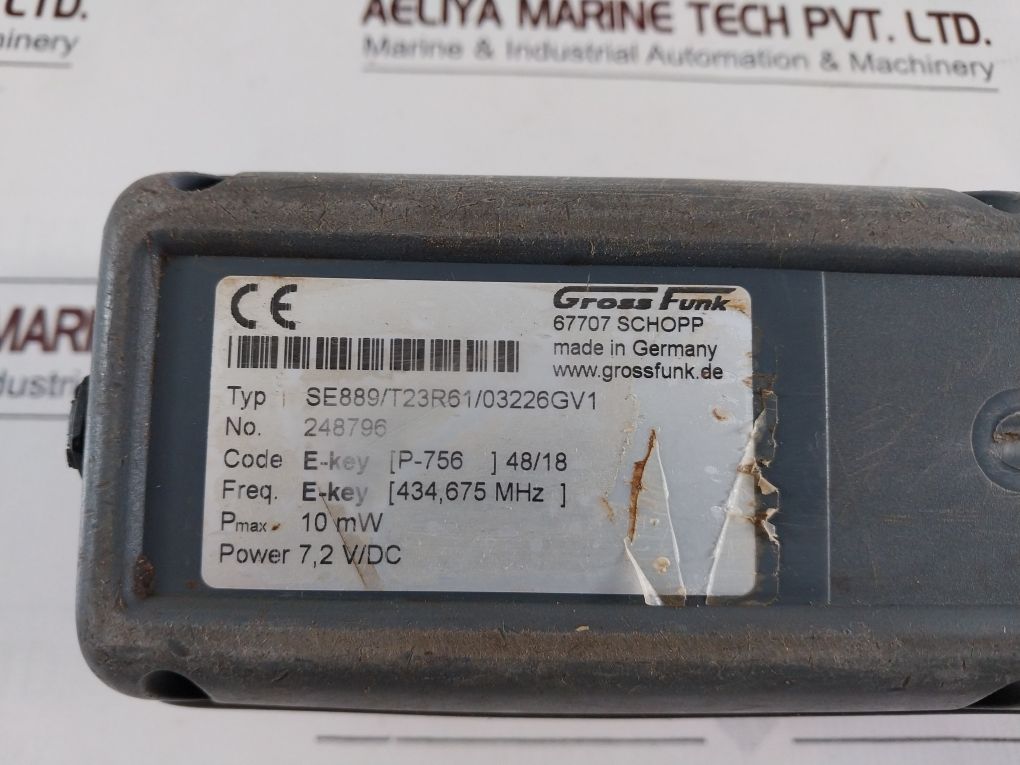 AELIYA MARINE TECH PVT. LTD.
Marine & Industrial Automation & Machinery
D.
CE
Gross Funk
67707 SCHOPP
made in Germany
www.grossfunk.de
Typ SE889/T23R61/03226GV1
No. 248796
Code E-key [P-756 ] 48/18
Freq. E-key [434,675 MHz ]
Pmax 10 mW
Power 7,2 V/DC